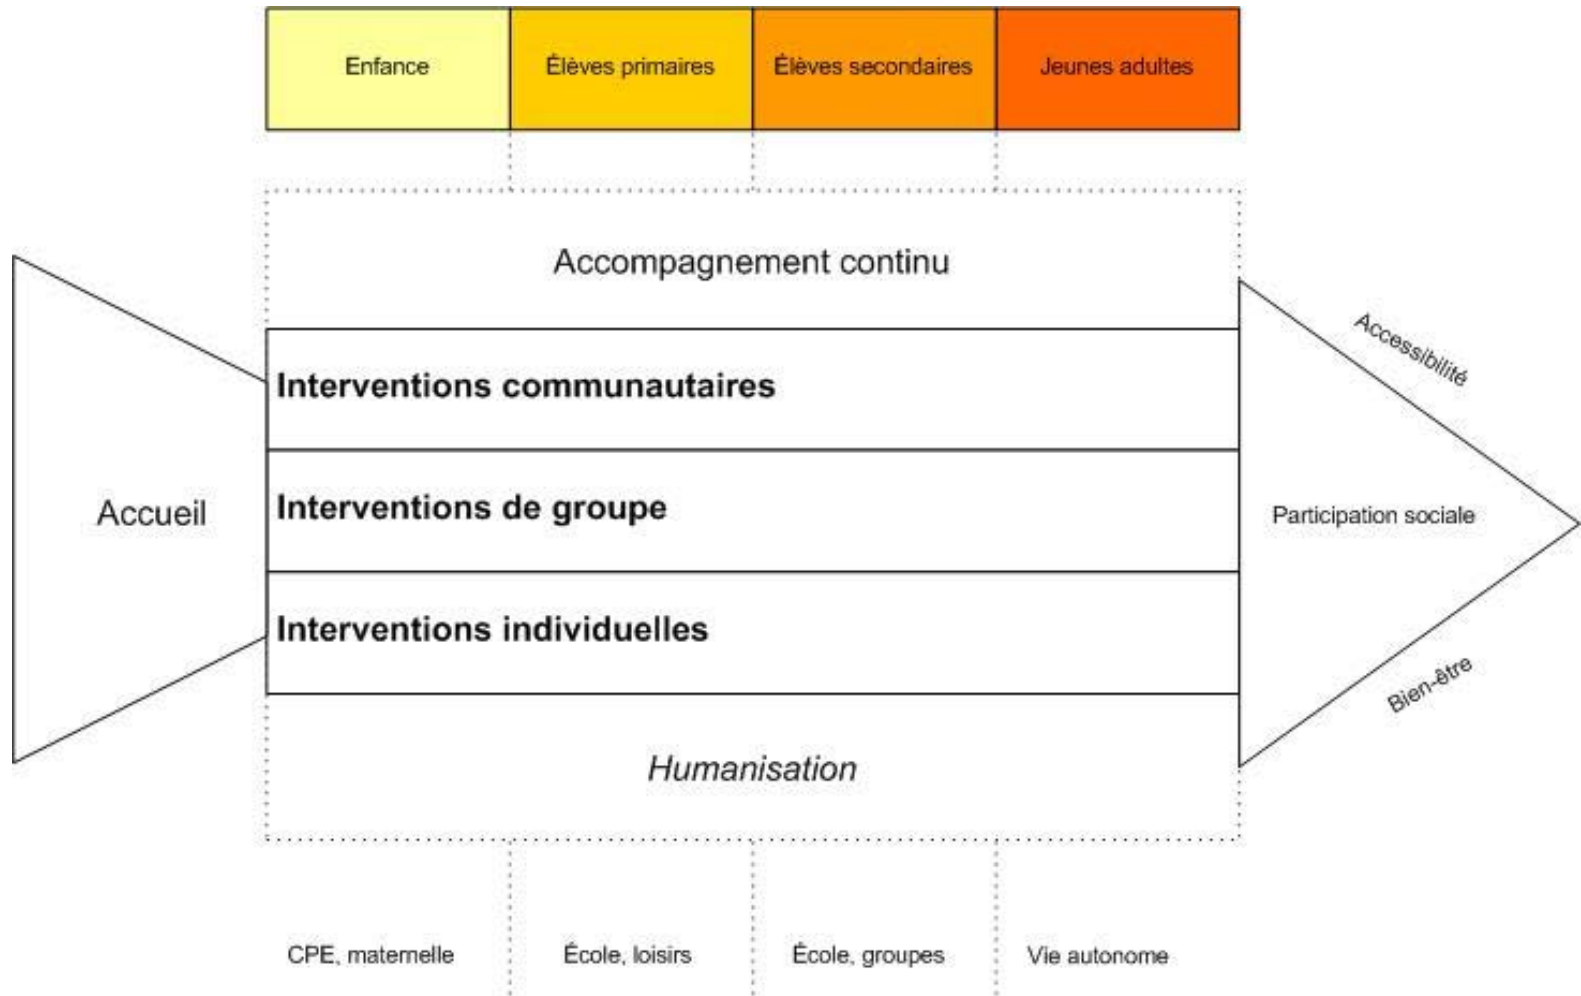 Enfance
Élèves primaires
Élèves secondaires
Jeunes adultes
Accompagnement continu
Accessibilité
Interventions communautaires
Accueil
Interventions de groupe
Participation sociale
Interventions individuelles
Bien-être
Humanisation
CPE, maternelle
École, loisirs
École, groupes
Vie autonome